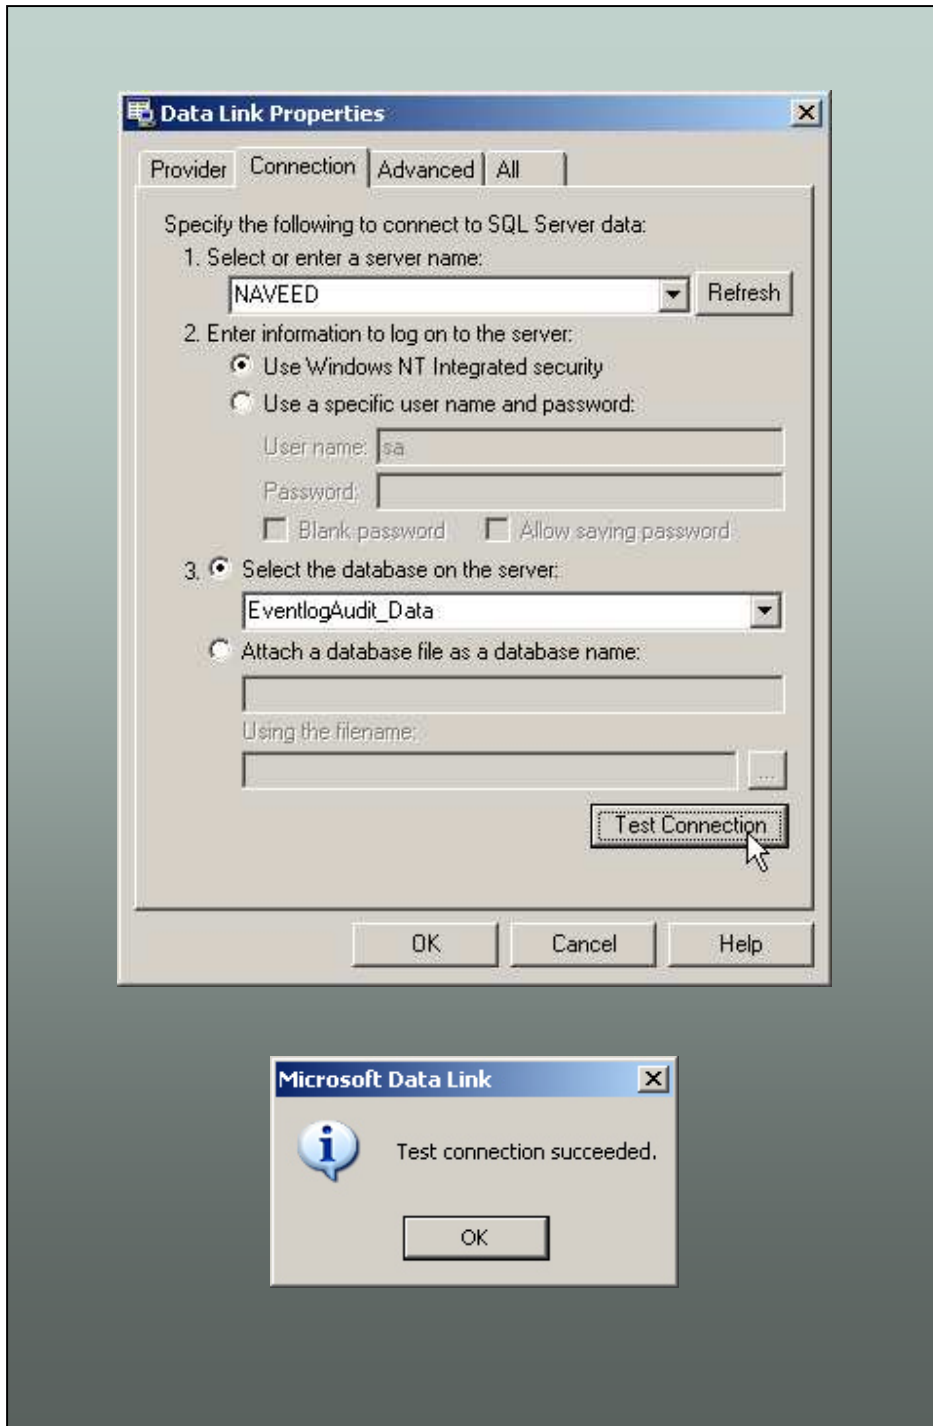 Data Link Properties
Provider Connection Advanced All
Specify the following to connect to SQL Server data:
1. Select or enter a server name:
NAVEED Refresh
2. Enter information to log on to the server:
Use Windows NT Integrated security
Use a specific user name and password:
User name: sa
Password:
Blank password Allow saving password
3. Select the database on the server:
EventlogAudit_Data
Attach a database file as a database name:
Using the filename:
...
Test Connection
OK Cancel Help
Microsoft Data Link
Test connection succeeded.
OK